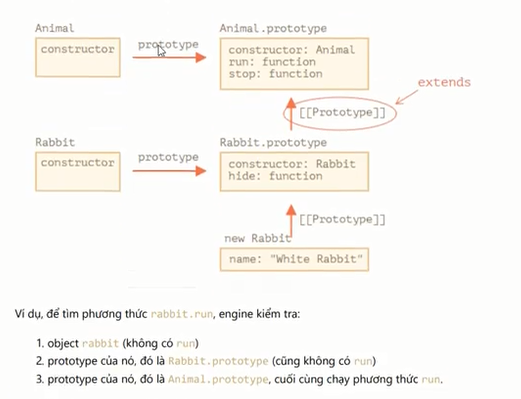 Animal
constructor
prototype
Animal.prototype
constructor: Animal
run: function
stop: function
[[Prototype]]
extends
Rabbit
constructor
prototype
Rabbit.prototype
constructor: Rabbit
hide: function
[[Prototype]]
new Rabbit
name: "White Rabbit"
Ví dụ, để tìm phương thức rabbit.run, engine kiểm tra:
1. object rabbit (không có run)
2. prototype của nó, đó là Rabbit.prototype (cũng không có run)
3. prototype của nó, đó là Animal.prototype, cuối cùng chạy phương thức run.